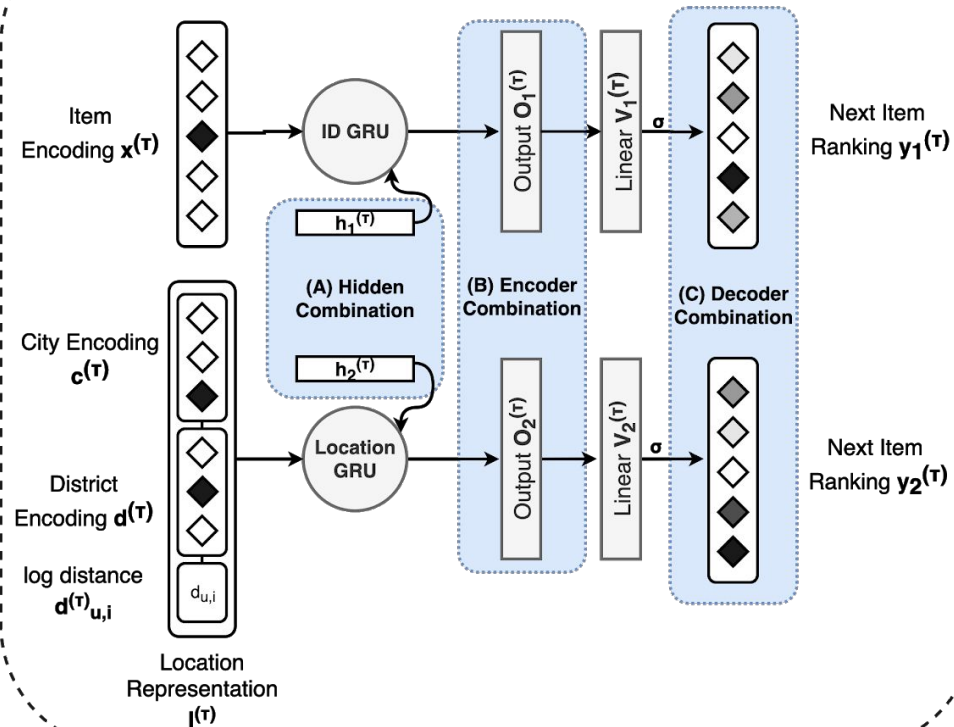 Item
Encoding x(τ)
ID GRU
Output O1(τ)
Linear V1(τ)
σ
Next Item
Ranking y1(τ)
h1(τ)
(A) Hidden
Combination
(B) Encoder
Combination
(C) Decoder
Combination
h2(τ)
City Encoding
c(τ)
District
Encoding d(τ)
log distance
d(τ)u,i
du,i
Location
Representation
l(τ)
Location
GRU
Output O2(τ)
Linear V2(τ)
σ
Next Item
Ranking y2(τ)